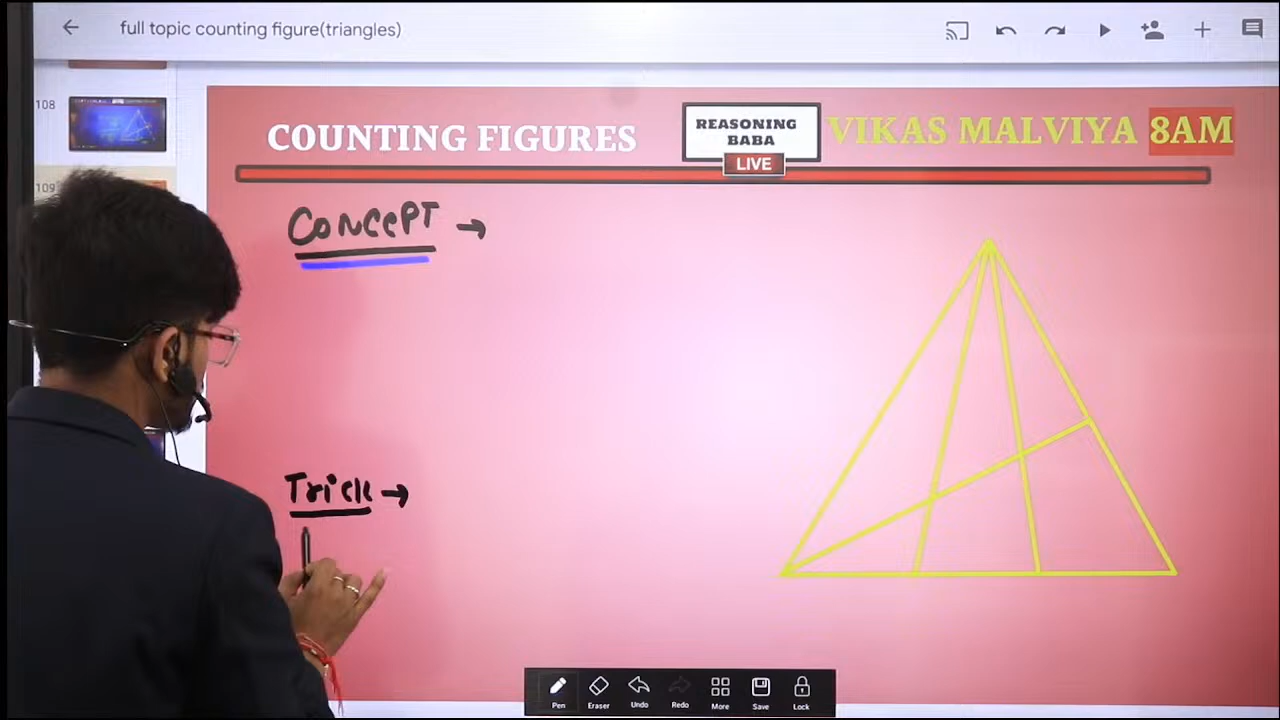 full topic counting figure(triangles)
108
109
COUNTING FIGURES
REASONING
BABA
LIVE
VIKAS MALVIYA 8AM
CONCEPT →
Trick →
Pen
Eraser
Undo
Redo
More
Save
Lock